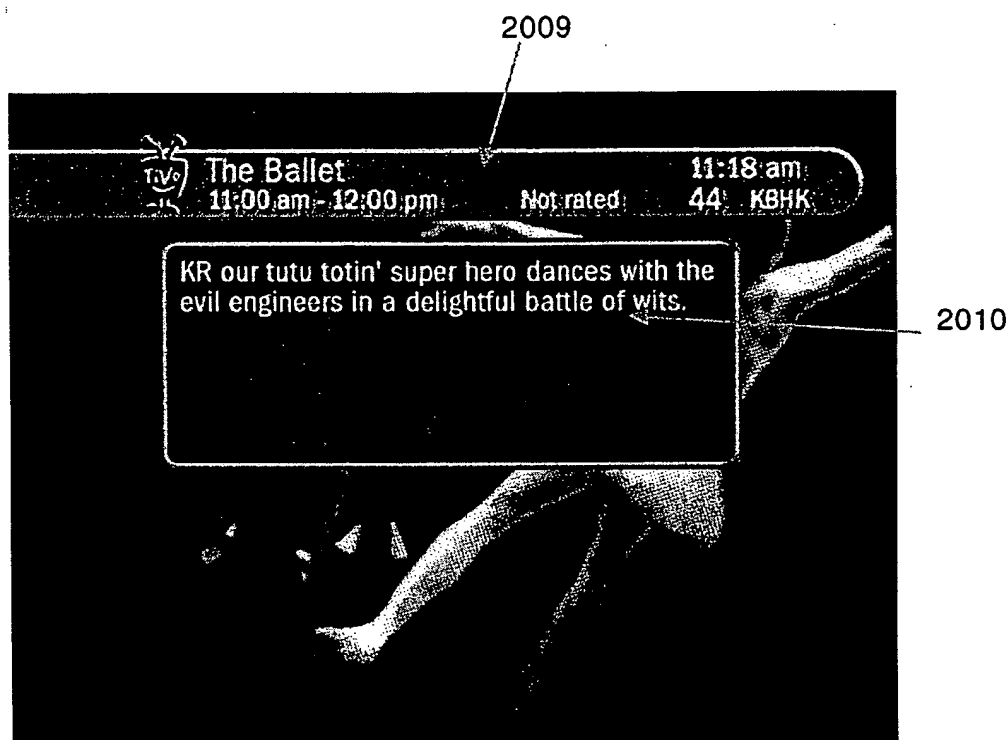 2009
TiVo The Ballet 11:18 am
11:00 am - 12:00 pm Not rated 44 KBHK
KR our tutu totin' super hero dances with the
evil engineers in a delightful battle of wits.
2010